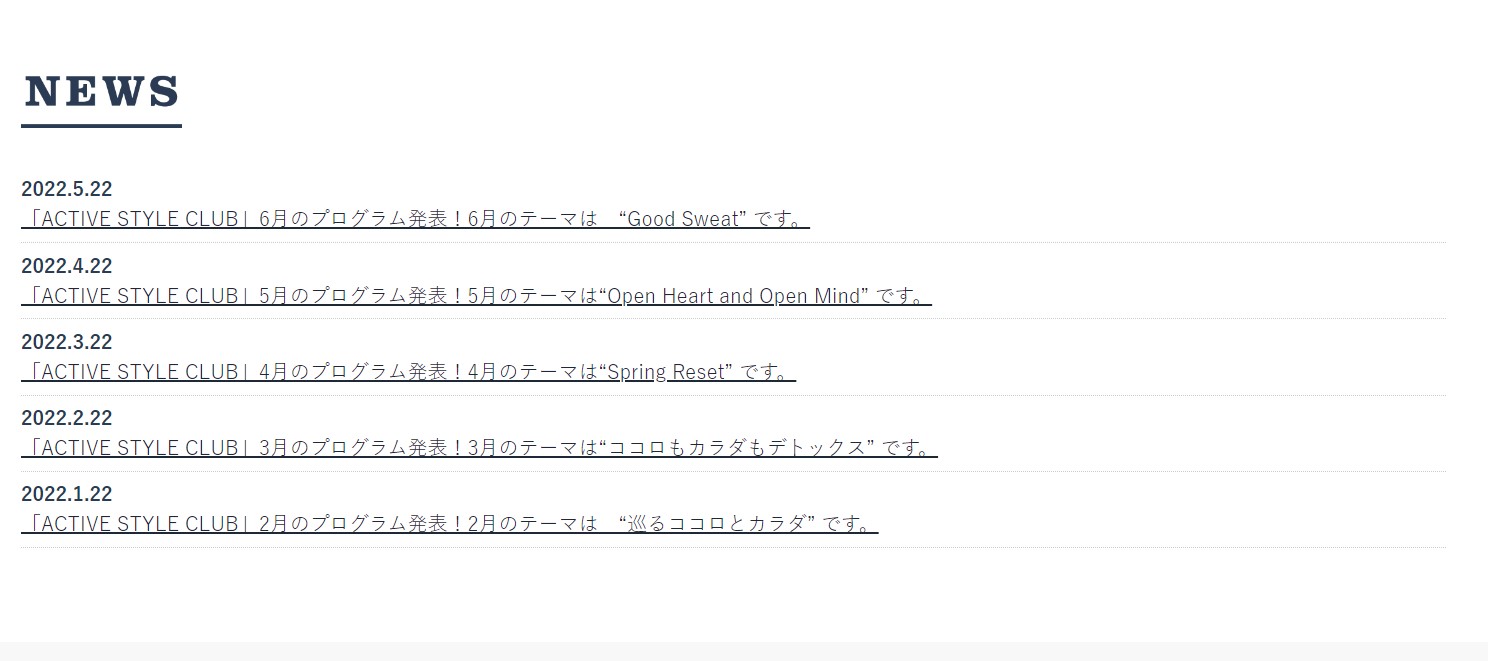 NEWS
2022.5.22
「ACTIVE STYLE CLUB」6月のプログラム発表！6月のテーマは　“Good Sweat” です。
2022.4.22
「ACTIVE STYLE CLUB」5月のプログラム発表！5月のテーマは“Open Heart and Open Mind” です。
2022.3.22
「ACTIVE STYLE CLUB」4月のプログラム発表！4月のテーマは“Spring Reset” です。
2022.2.22
「ACTIVE STYLE CLUB」3月のプログラム発表！3月のテーマは“ココロもカラダもデトックス” です。
2022.1.22
「ACTIVE STYLE CLUB」2月のプログラム発表！2月のテーマは　“巡るココロとカラダ” です。